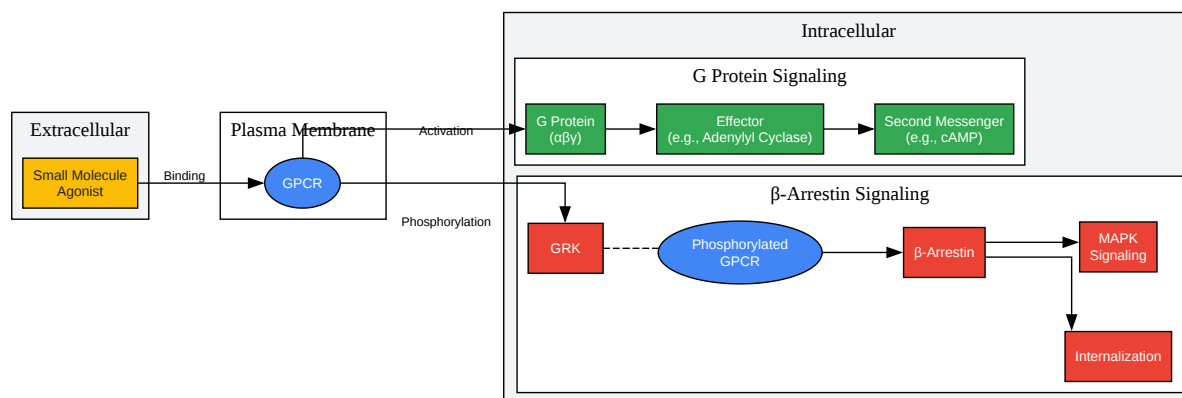 Intracellular
G Protein Signaling
Extracellular
Plasma Membrane
Small Molecule
Agonist
Binding
GPCR
Activation
Phosphorylation
G Protein
(αβγ)
Effector
(e.g., Adenylyl Cyclase)
Second Messenger
(e.g., cAMP)
β-Arrestin Signaling
GRK
Phosphorylated
GPCR
β-Arrestin
MAPK
Signaling
Internalization